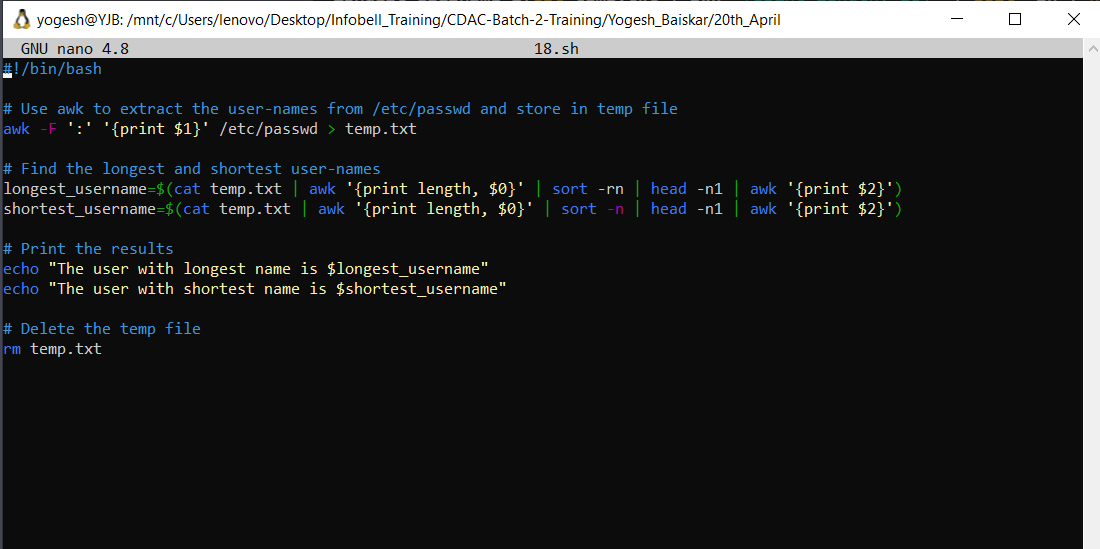 yogesh@YJB: /mnt/c/Users/lenovo/Desktop/Infobell_Training/CDAC-Batch-2-Training/Yogesh_Baiskar/20th_April
GNU nano 4.8 18.sh
#!/bin/bash
# Use awk to extract the user-names from /etc/passwd and store in temp file
awk -F ':' '{print $1}' /etc/passwd > temp.txt
# Find the longest and shortest user-names
longest_username=$(cat temp.txt | awk '{print length, $0}' | sort -rn | head -n1 | awk '{print $2}')
shortest_username=$(cat temp.txt | awk '{print length, $0}' | sort -n | head -n1 | awk '{print $2}')
# Print the results
echo "The user with longest name is $longest_username"
echo "The user with shortest name is $shortest_username"
# Delete the temp file
rm temp.txt